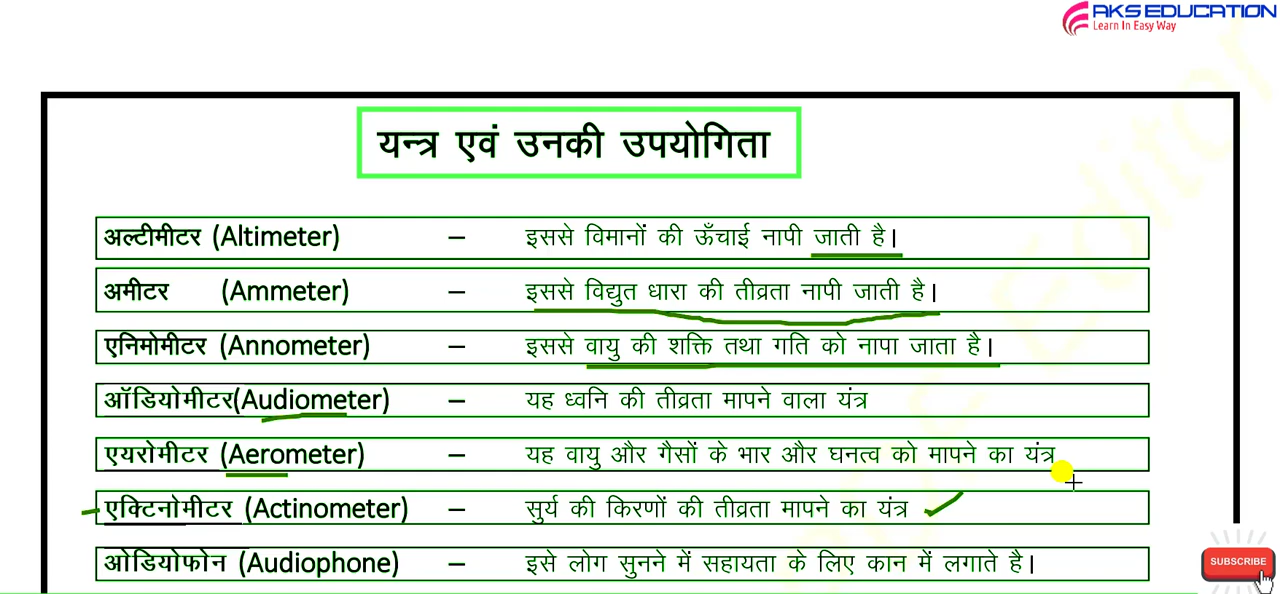 AKS EDUCATION
Learn In Easy Way
यन्त्र एवं उनकी उपयोगिता
अल्टीमीटर (Altimeter) – इससे विमानों की ऊँचाई नापी जाती है।
अमीटर (Ammeter) – इससे विद्युत धारा की तीव्रता नापी जाती है।
एनिमोमीटर (Annometer) – इससे वायु की शक्ति तथा गति को नापा जाता है।
ऑडियोमीटर(Audiometer) – यह ध्वनि की तीव्रता मापने वाला यंत्र
एयरोमीटर (Aerometer) – यह वायु और गैसों के भार और घनत्व को मापने का यंत्र
एक्टिनोमीटर (Actinometer) – सुर्य की किरणों की तीव्रता मापने का यंत्र
ओडियोफोन (Audiophone) – इसे लोग सुनने में सहायता के लिए कान में लगाते है।
SUBSCRIBE